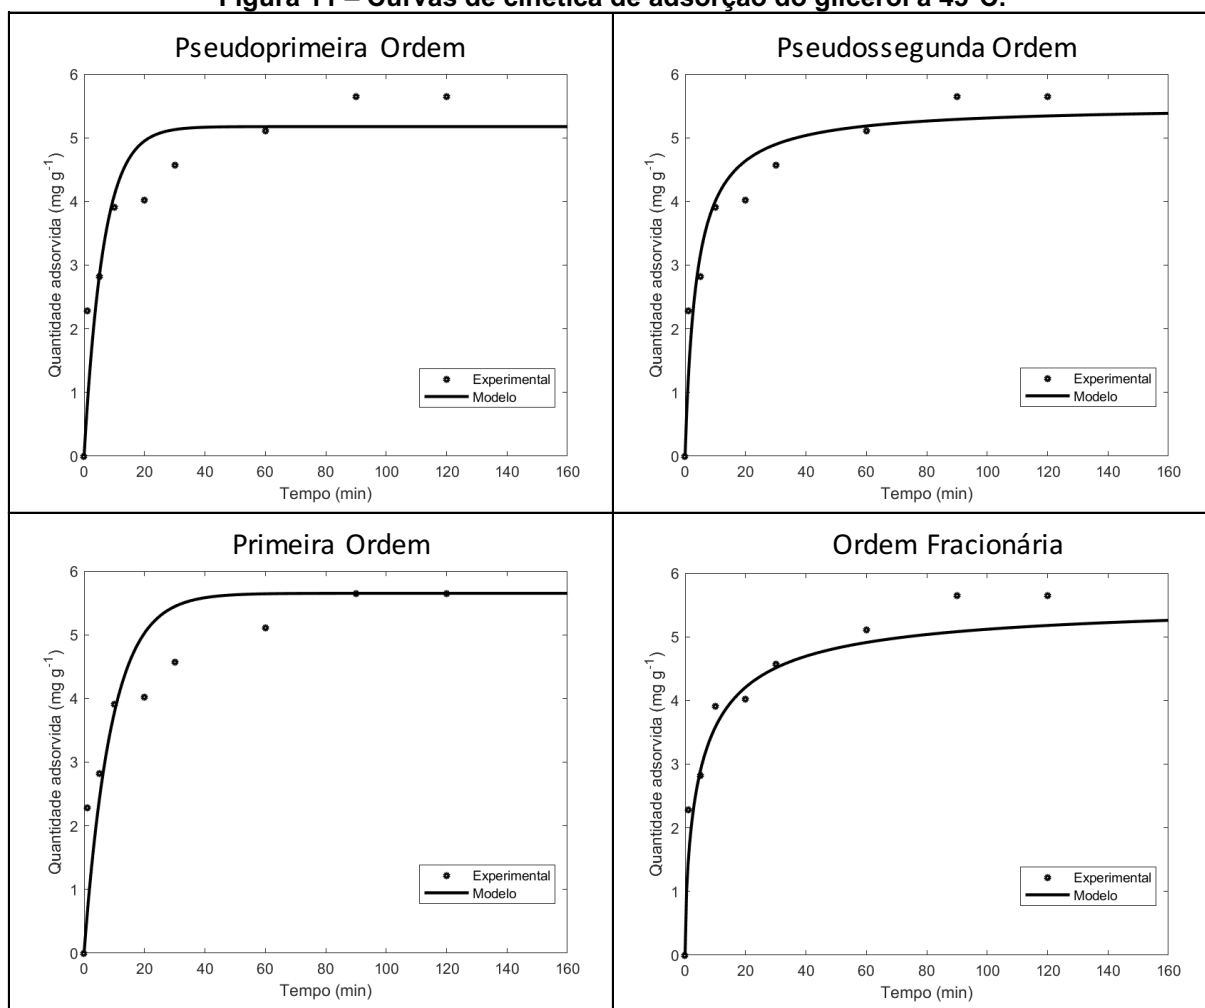 Figura 11 – Curvas de cinética de adsorção do glicerol a 45°C.
Pseudoprimeira Ordem
6
5
4
3
2
1
0
Quantidade adsorvida (mg g-1)
0 20 40 60 80 100 120 140 160
Tempo (min)
Experimental
Modelo
Pseudossegunda Ordem
6
5
4
3
2
1
0
Quantidade adsorvida (mg g-1)
0 20 40 60 80 100 120 140 160
Tempo (min)
Experimental
Modelo
Primeira Ordem
6
5
4
3
2
1
0
Quantidade adsorvida (mg g-1)
0 20 40 60 80 100 120 140 160
Tempo (min)
Experimental
Modelo
Ordem Fracionária
6
5
4
3
2
1
0
Quantidade adsorvida (mg g-1)
0 20 40 60 80 100 120 140 160
Tempo (min)
Experimental
Modelo